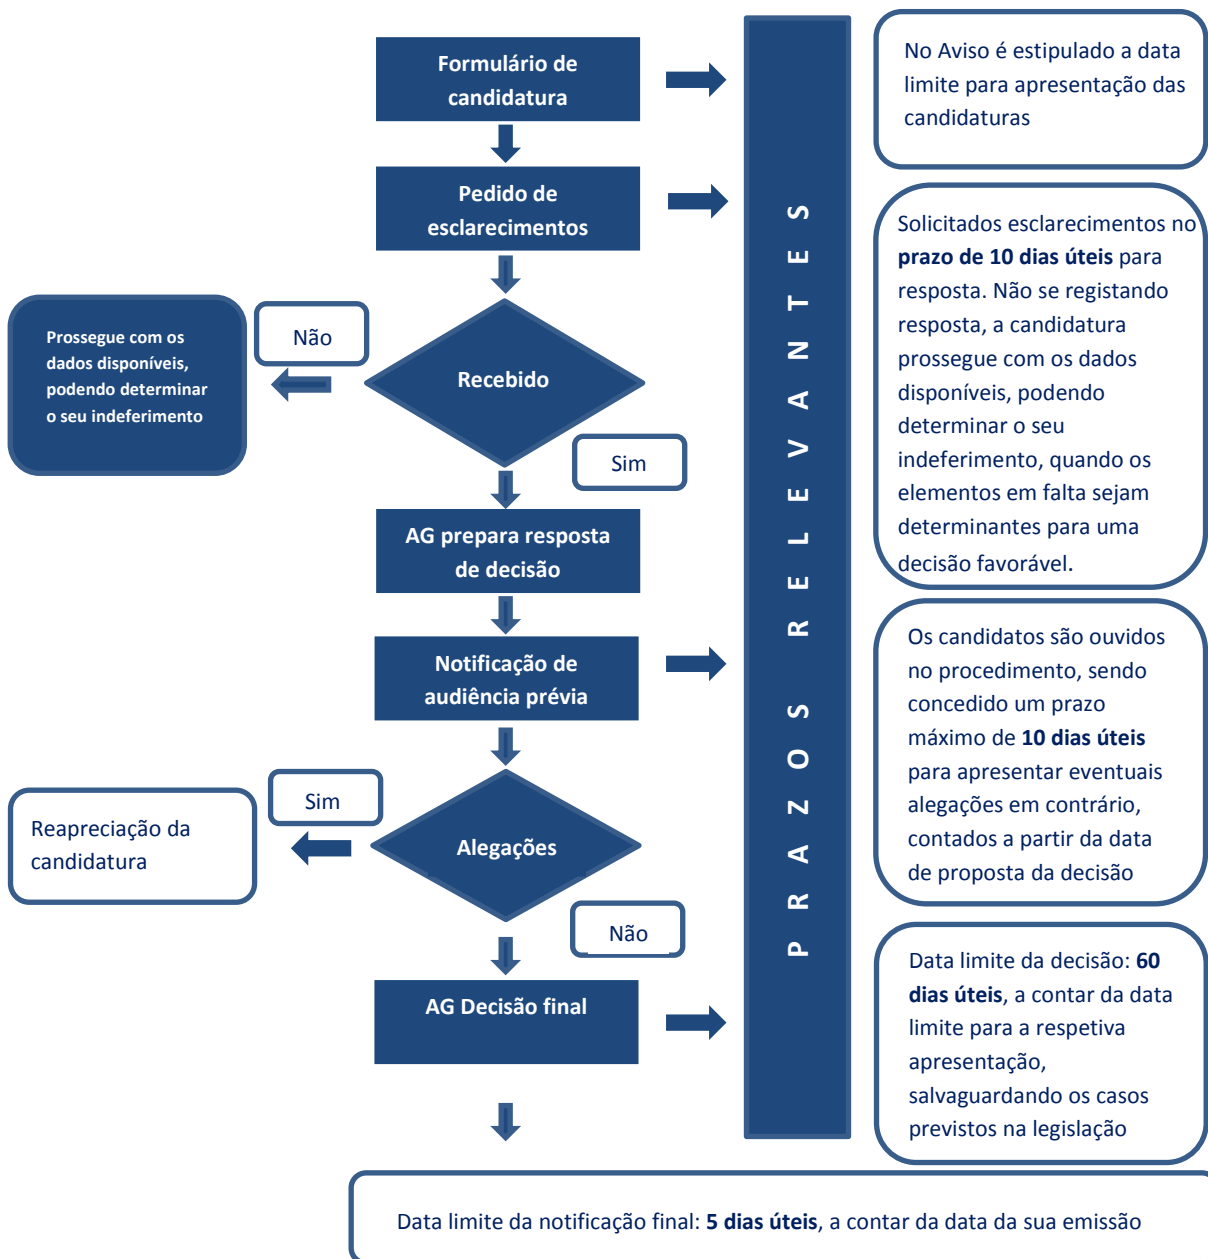 Formulário de
candidatura
No Aviso é estipulado a data
limite para apresentação das
candidaturas
Pedido de
esclarecimentos
Solicitados esclarecimentos no
prazo de 10 dias úteis para
resposta. Não se registando
resposta, a candidatura
prossegue com os dados
disponíveis, podendo
determinar o seu
indeferimento, quando os
elementos em falta sejam
determinantes para uma
decisão favorável.
Recebido
Não
Prossegue com os
dados disponíveis,
podendo determinar
o seu indeferimento
Sim
AG prepara resposta
de decisão
Notificação de
audiência prévia
Os candidatos são ouvidos
no procedimento, sendo
concedido um prazo
máximo de 10 dias úteis
para apresentar eventuais
alegações em contrário,
contados a partir da data
de proposta da decisão
Alegações
Sim
Reapreciação da
candidatura
Não
AG Decisão final
Data limite da decisão: 60
dias úteis, a contar da data
limite para a respetiva
apresentação,
salvaguardando os casos
previstos na legislação
PRAZOS RELEVANTES
Data limite da notificação final: 5 dias úteis, a contar da data da sua emissão